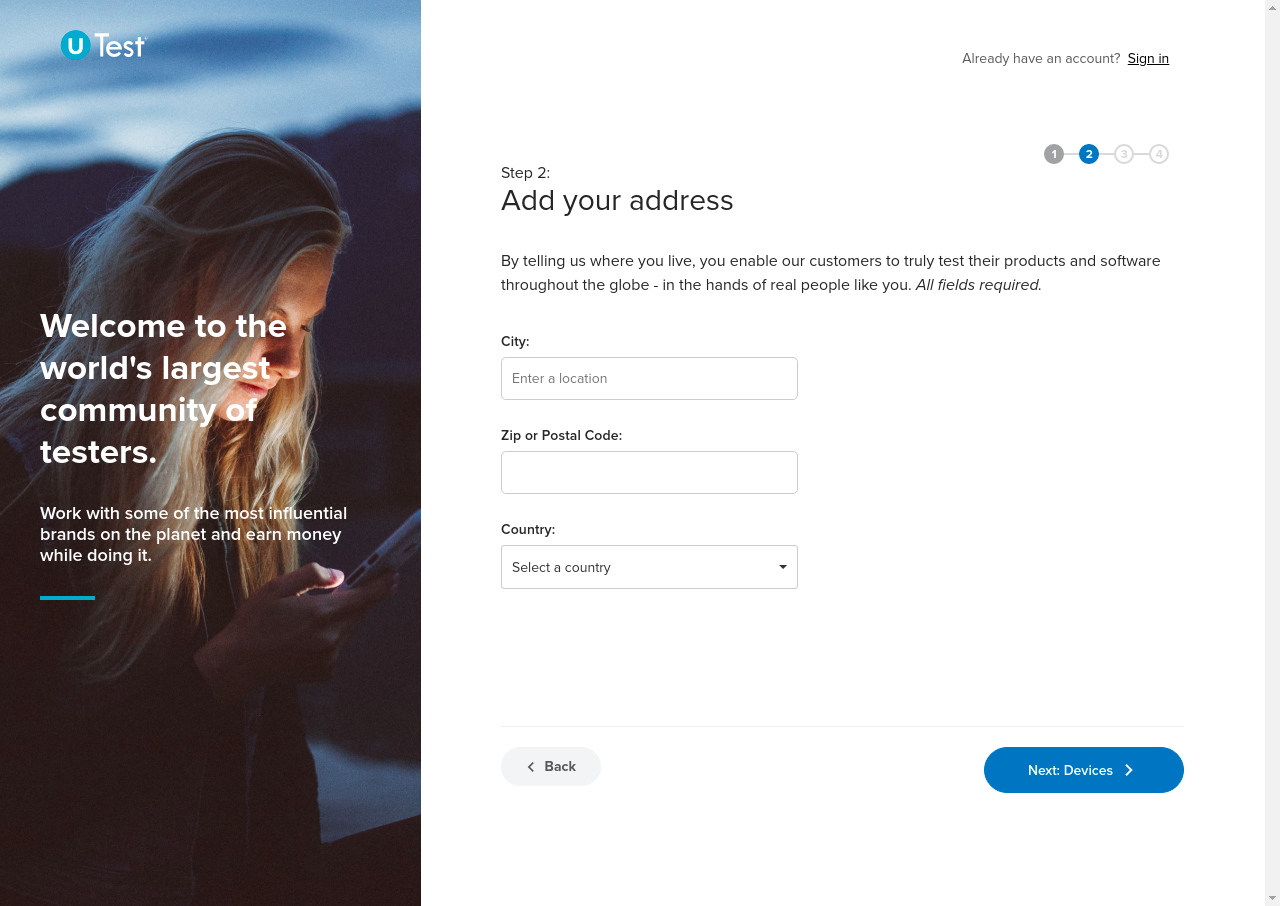 U Test
Already have an account? Sign in
1 2 3 4
Step 2:
Add your address
By telling us where you live, you enable our customers to truly test their products and software
throughout the globe - in the hands of real people like you. All fields required.
Welcome to the
world's largest
community of
testers.
Work with some of the most influential
brands on the planet and earn money
while doing it.
City:
Enter a location
Zip or Postal Code:
Country:
Select a country
Back
Next: Devices